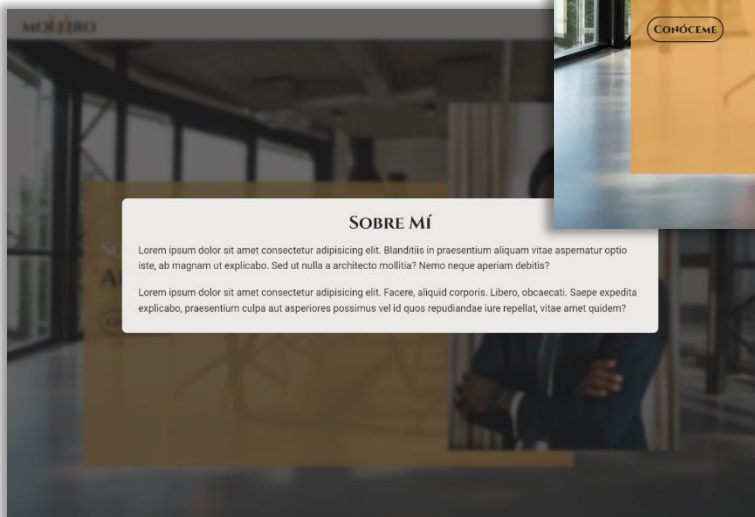 MOLEIRO
CONÓCEME
SOBRE MÍ
Lorem ipsum dolor sit amet consectetur adipisicing elit. Blanditiis in praesentium aliquam vitae aspernatur optio
iste, ab magnam ut explicabo. Sed ut nulla a architecto mollitia? Nemo neque aperiam debitis?
Lorem ipsum dolor sit amet consectetur adipisicing elit. Facere, aliquid corporis. Libero, obcaecati. Saepe expedita
explicabo, praesentium culpa aut asperiores possimus vel id quos repudiandae iure repellat, vitae amet quidem?